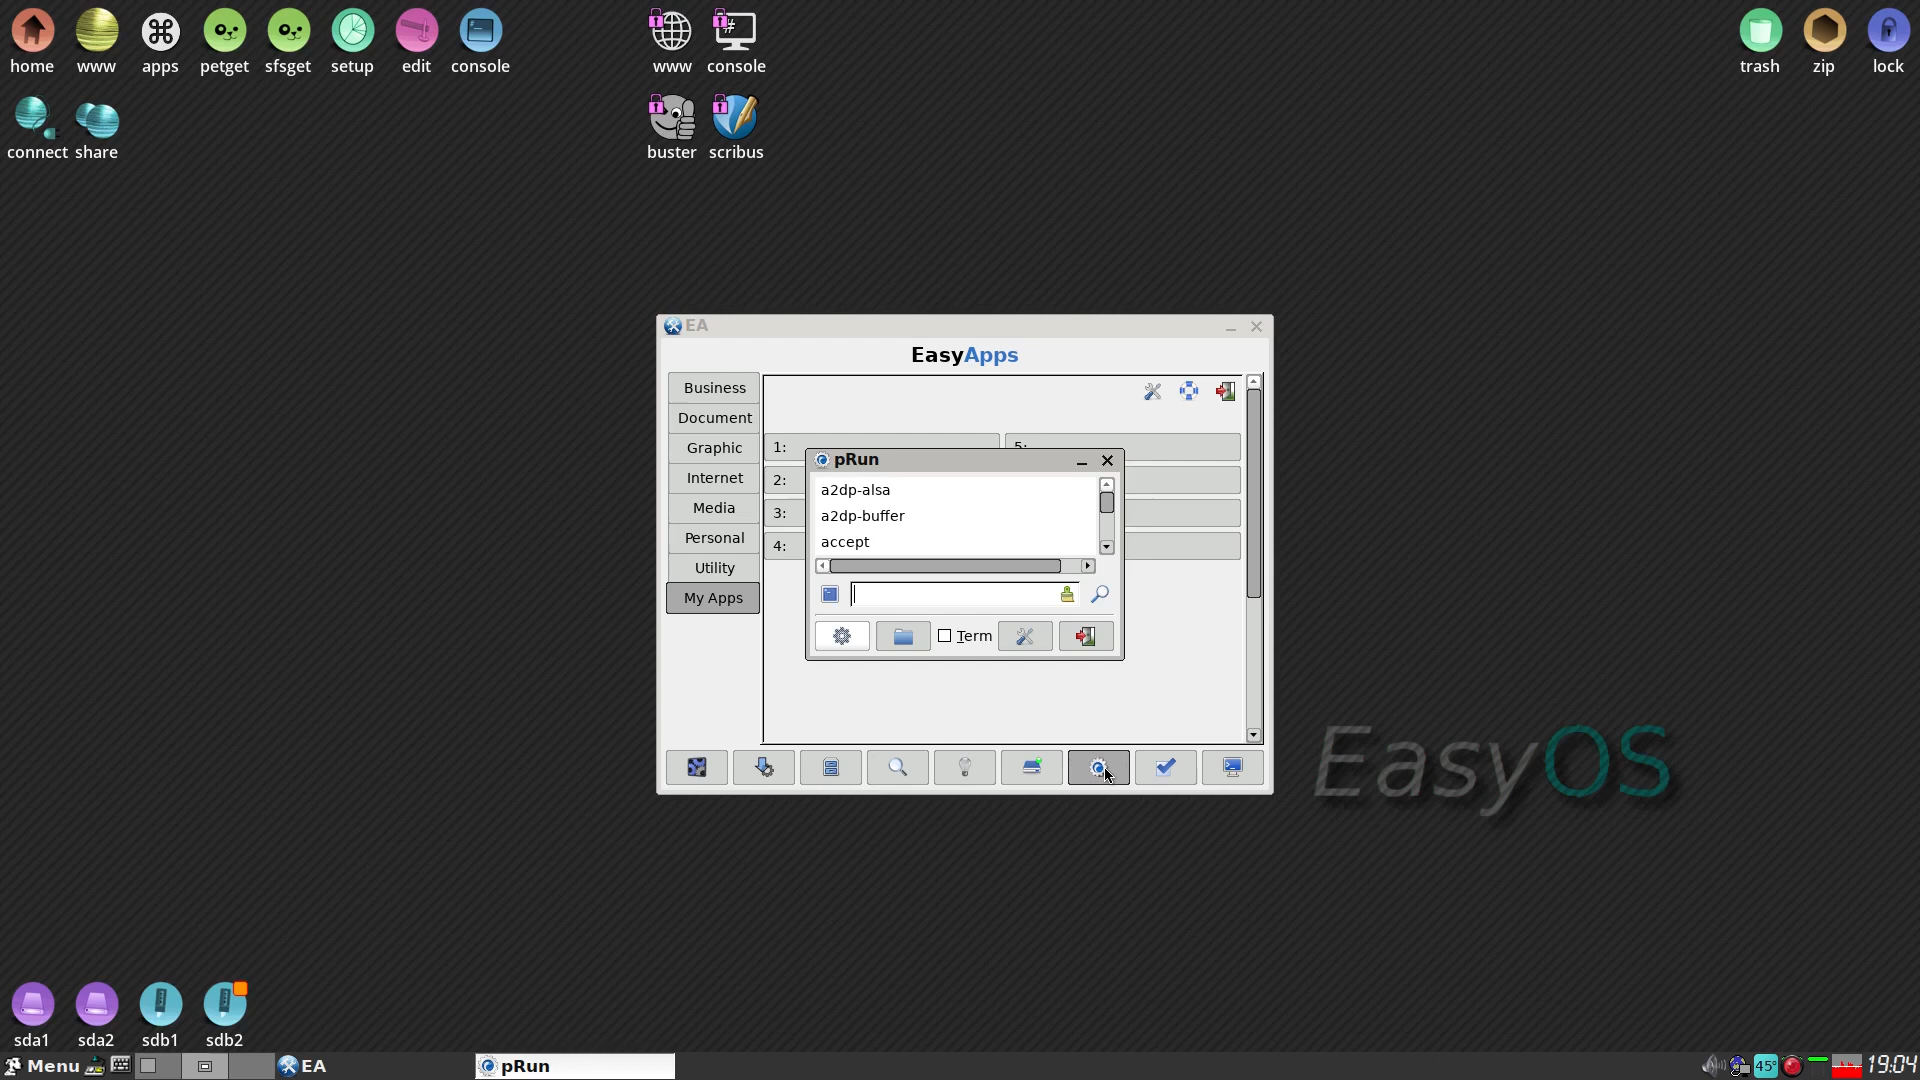 home www apps petget sfsget setup edit console www console trash zip lock
connect share buster scribus
EA
EasyApps
Business
Document
Graphic
Internet
Media
Personal
Utility
My Apps
1: 5:
2:
3:
4:
pRun
a2dp-alsa
a2dp-buffer
accept
Term
EasyOS
sda1 sda2 sdb1 sdb2
Menu EA pRun 45° 19:04